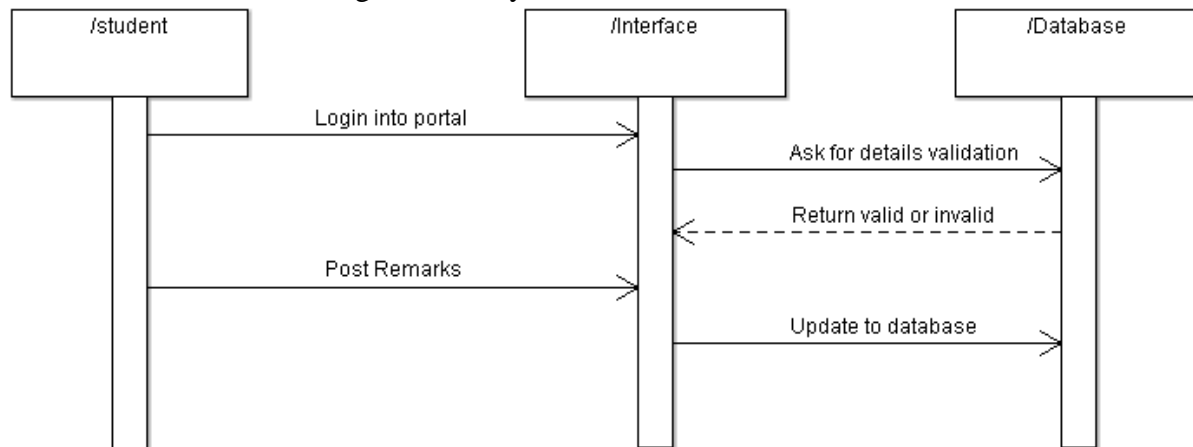 /student
/Interface
/Database
Login into portal
Ask for details validation
Return valid or invalid
Post Remarks
Update to database